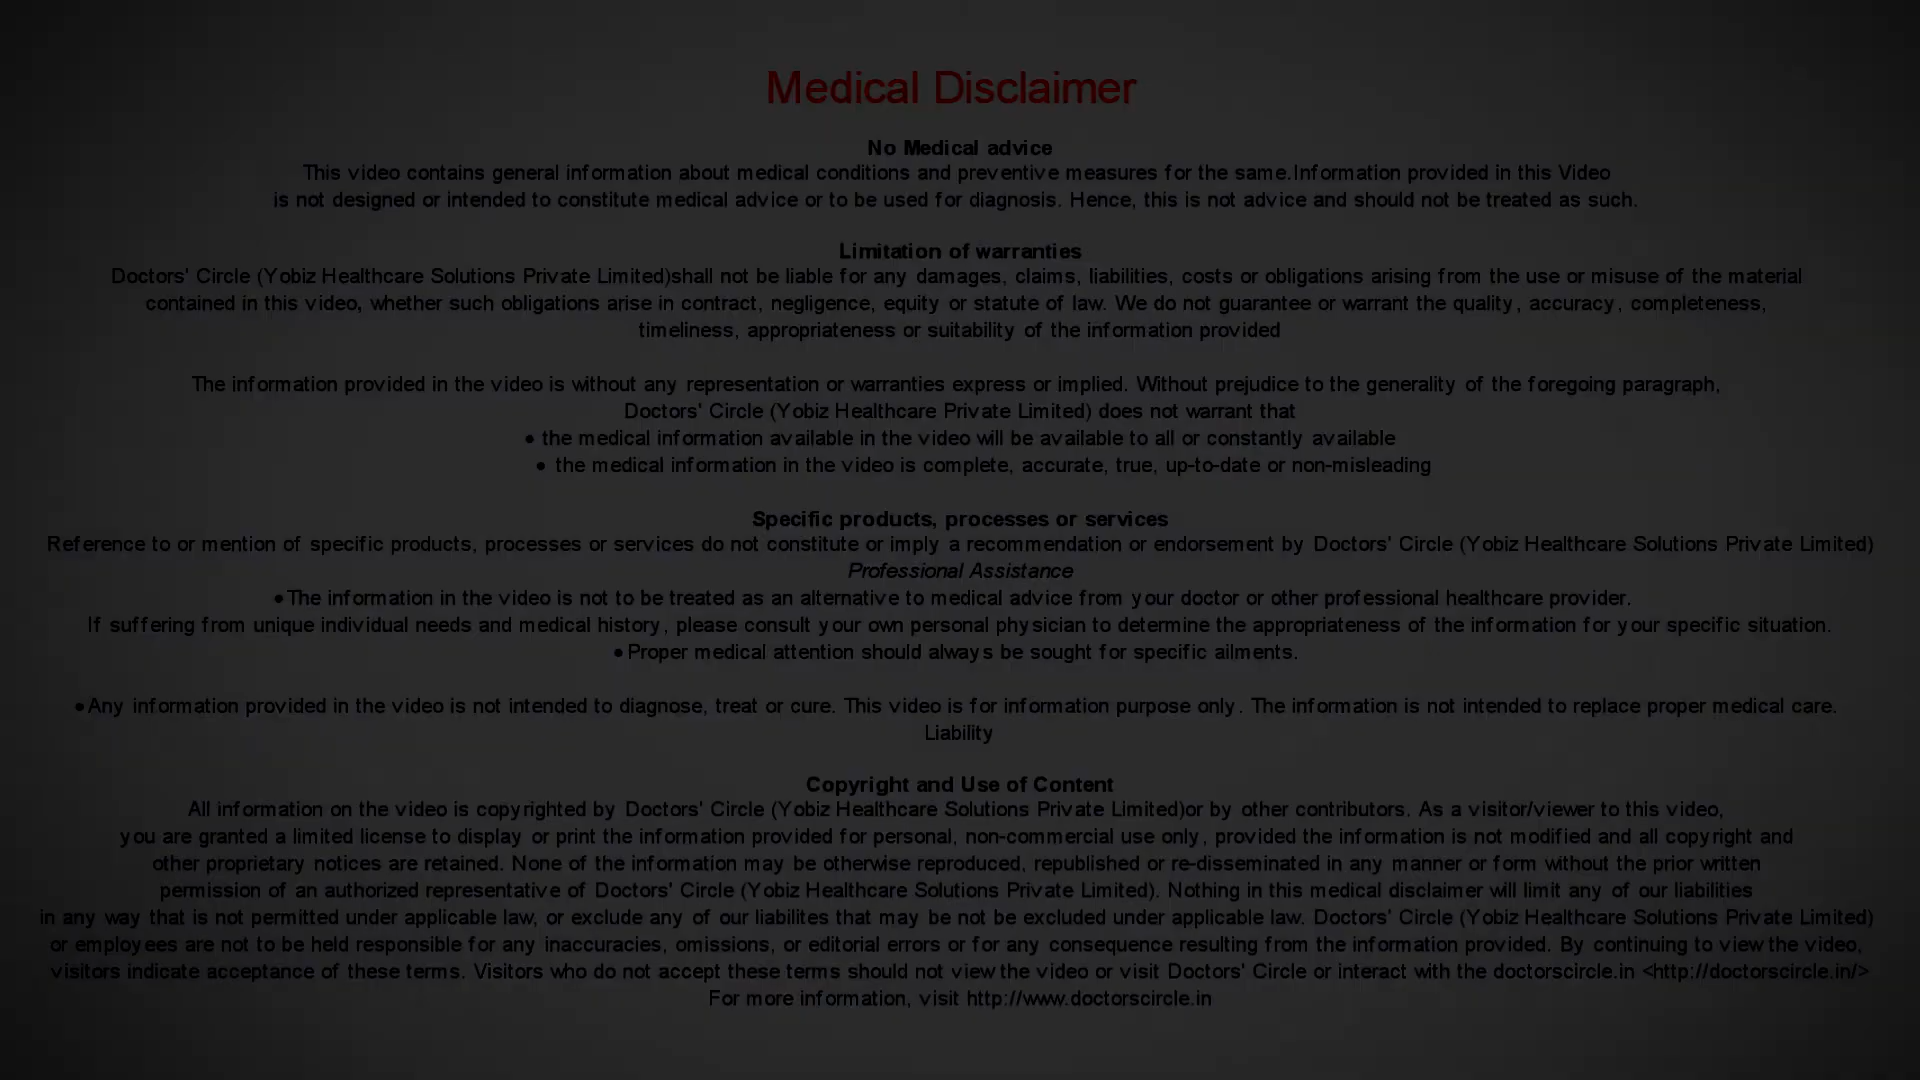 Medical Disclaimer
No Medical advice
This video contains general information about medical conditions and preventive measures for the same.Information provided in this Video
is not designed or intended to constitute medical advice or to be used for diagnosis. Hence, this is not advice and should not be treated as such.
Limitation of warranties
Doctors' Circle (Yobiz Healthcare Solutions Private Limited)shall not be liable for any damages, claims, liabilities, costs or obligations arising from the use or misuse of the material
contained in this video, whether such obligations arise in contract, negligence, equity or statute of law. We do not guarantee or warrant the quality, accuracy, completeness,
timeliness, appropriateness or suitability of the information provided
The information provided in the video is without any representation or warranties express or implied. Without prejudice to the generality of the foregoing paragraph,
Doctors' Circle (Yobiz Healthcare Private Limited) does not warrant that
• the medical information available in the video will be available to all or constantly available
• the medical information in the video is complete, accurate, true, up-to-date or non-misleading
Specific products, processes or services
Reference to or mention of specific products, processes or services do not constitute or imply a recommendation or endorsement by Doctors' Circle (Yobiz Healthcare Solutions Private Limited)
Professional Assistance
•The information in the video is not to be treated as an alternative to medical advice from your doctor or other professional healthcare provider.
If suffering from unique individual needs and medical history, please consult your own personal physician to determine the appropriateness of the information for your specific situation.
•Proper medical attention should always be sought for specific ailments.
•Any information provided in the video is not intended to diagnose, treat or cure. This video is for information purpose only. The information is not intended to replace proper medical care.
Liability
Copyright and Use of Content
All information on the video is copyrighted by Doctors' Circle (Yobiz Healthcare Solutions Private Limited)or by other contributors. As a visitor/viewer to this video,
you are granted a limited license to display or print the information provided for personal, non-commercial use only, provided the information is not modified and all copyright and
other proprietary notices are retained. None of the information may be otherwise reproduced, republished or re-disseminated in any manner or form without the prior written
permission of an authorized representative of Doctors' Circle (Yobiz Healthcare Solutions Private Limited). Nothing in this medical disclaimer will limit any of our liabilities
in any way that is not permitted under applicable law, or exclude any of our liabilites that may be not be excluded under applicable law. Doctors' Circle (Yobiz Healthcare Solutions Private Limited)
or employees are not to be held responsible for any inaccuracies, omissions, or editorial errors or for any consequence resulting from the information provided. By continuing to view the video,
visitors indicate acceptance of these terms. Visitors who do not accept these terms should not view the video or visit Doctors' Circle or interact with the doctorscircle.in <http://doctorscircle.in/>
For more information, visit http://www.doctorscircle.in